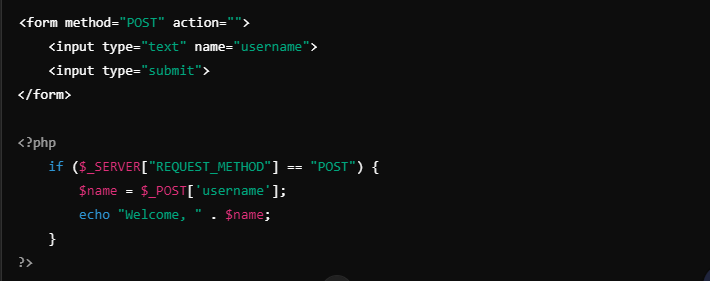 <form method="POST" action="">
    <input type="text" name="username">
    <input type="submit">
</form>

<?php
    if ($_SERVER["REQUEST_METHOD"] == "POST") {
        $name = $_POST['username'];
        echo "Welcome, " . $name;
    }
?>